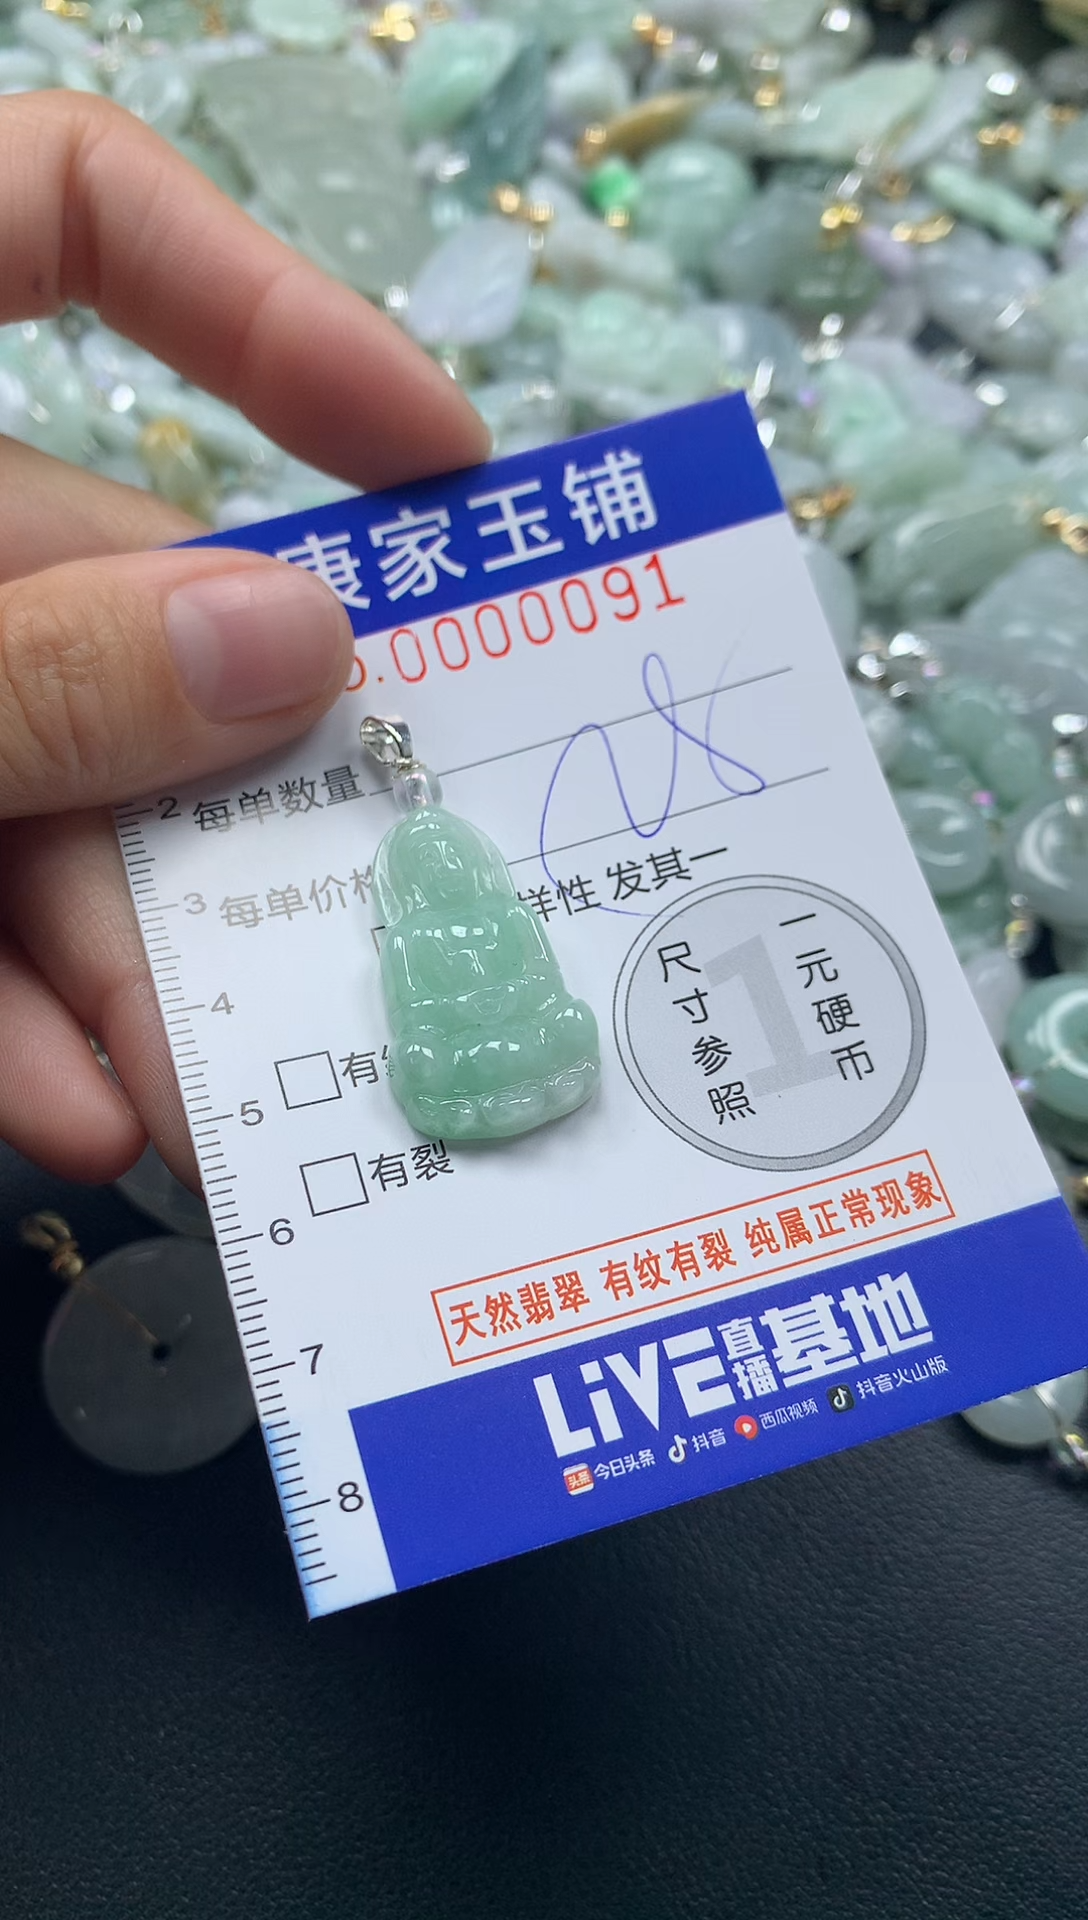 康家玉铺
.0000091
2 每单数量
3 每单价格
样性 发其一
4
尺寸参照
一元硬币
5
有
有裂
6
天然翡翠 有纹有裂 纯属正常现象
7
LiVE直播基地
头条 今日头条 抖音 西瓜视频 抖音火山版
8